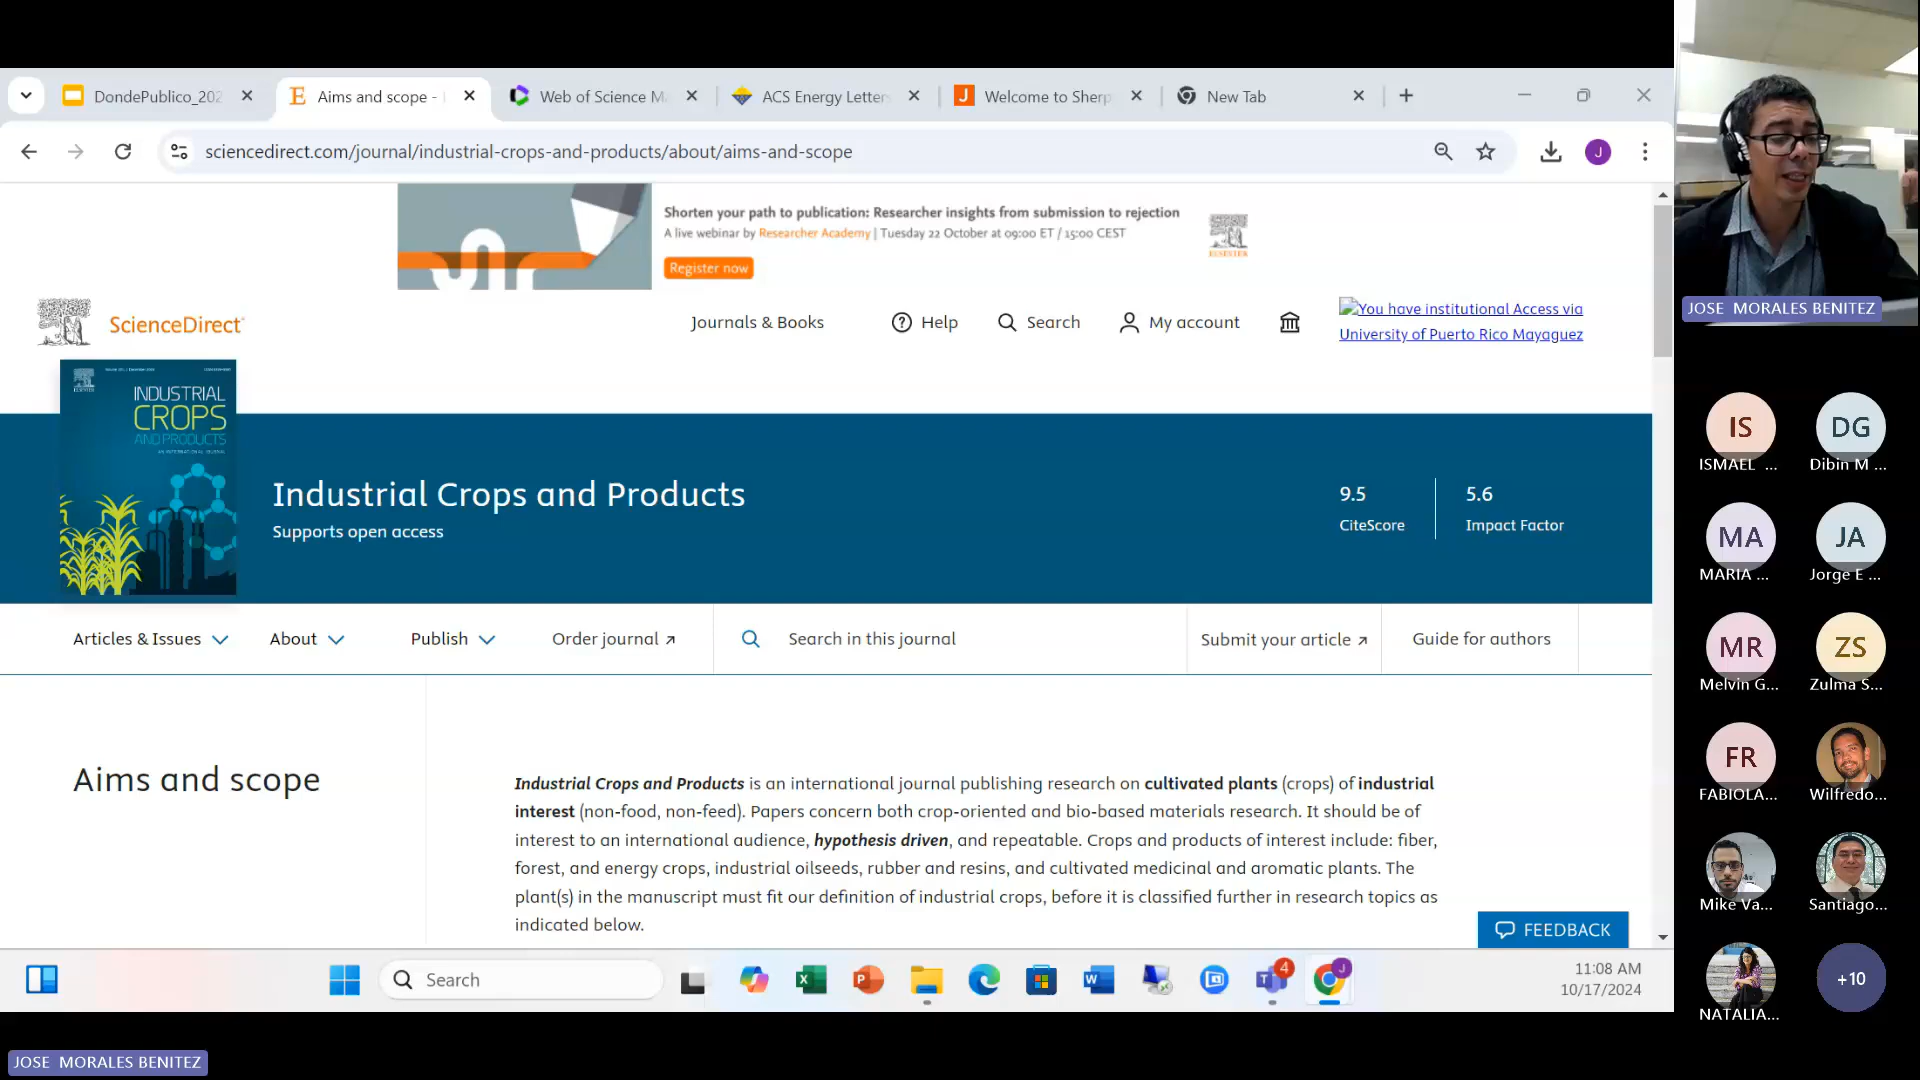 DondePublico_202
Aims and scope -
Web of Science M
ACS Energy Letters
Welcome to Sherp
New Tab
sciencedirect.com/journal/industrial-crops-and-products/about/aims-and-scope
J
Shorten your path to publication: Researcher insights from submission to rejection
A live webinar by Researcher Academy | Tuesday 22 October at 09:00 ET / 15:00 CEST
Register now
ELSEVIER
ScienceDirect
Journals & Books
Help
Search
My account
You have institutional Access via
University of Puerto Rico Mayaguez
INDUSTRIAL
CROPS
AND PRODUCTS
AN INTERNATIONAL JOURNAL
Industrial Crops and Products
Supports open access
9.5
CiteScore
5.6
Impact Factor
Articles & Issues
About
Publish
Order journal
Search in this journal
Submit your article
Guide for authors
Aims and scope
Industrial Crops and Products is an international journal publishing research on cultivated plants (crops) of industrial
interest (non-food, non-feed). Papers concern both crop-oriented and bio-based materials research. It should be of
interest to an international audience, hypothesis driven, and repeatable. Crops and products of interest include: fiber,
forest, and energy crops, industrial oilseeds, rubber and resins, and cultivated medicinal and aromatic plants. The
plant(s) in the manuscript must fit our definition of industrial crops, before it is classified further in research topics as
indicated below.
FEEDBACK
Search
4
J
11:08 AM
10/17/2024
JOSE MORALES BENITEZ
JOSE MORALES BENITEZ
IS
ISMAEL ...
DG
Dibin M ...
MA
MARIA ...
JA
Jorge E ...
MR
Melvin G...
ZS
Zulma S...
FR
FABIOLA...
Wilfredo...
Mike Va...
Santiago...
NATALIA...
+10